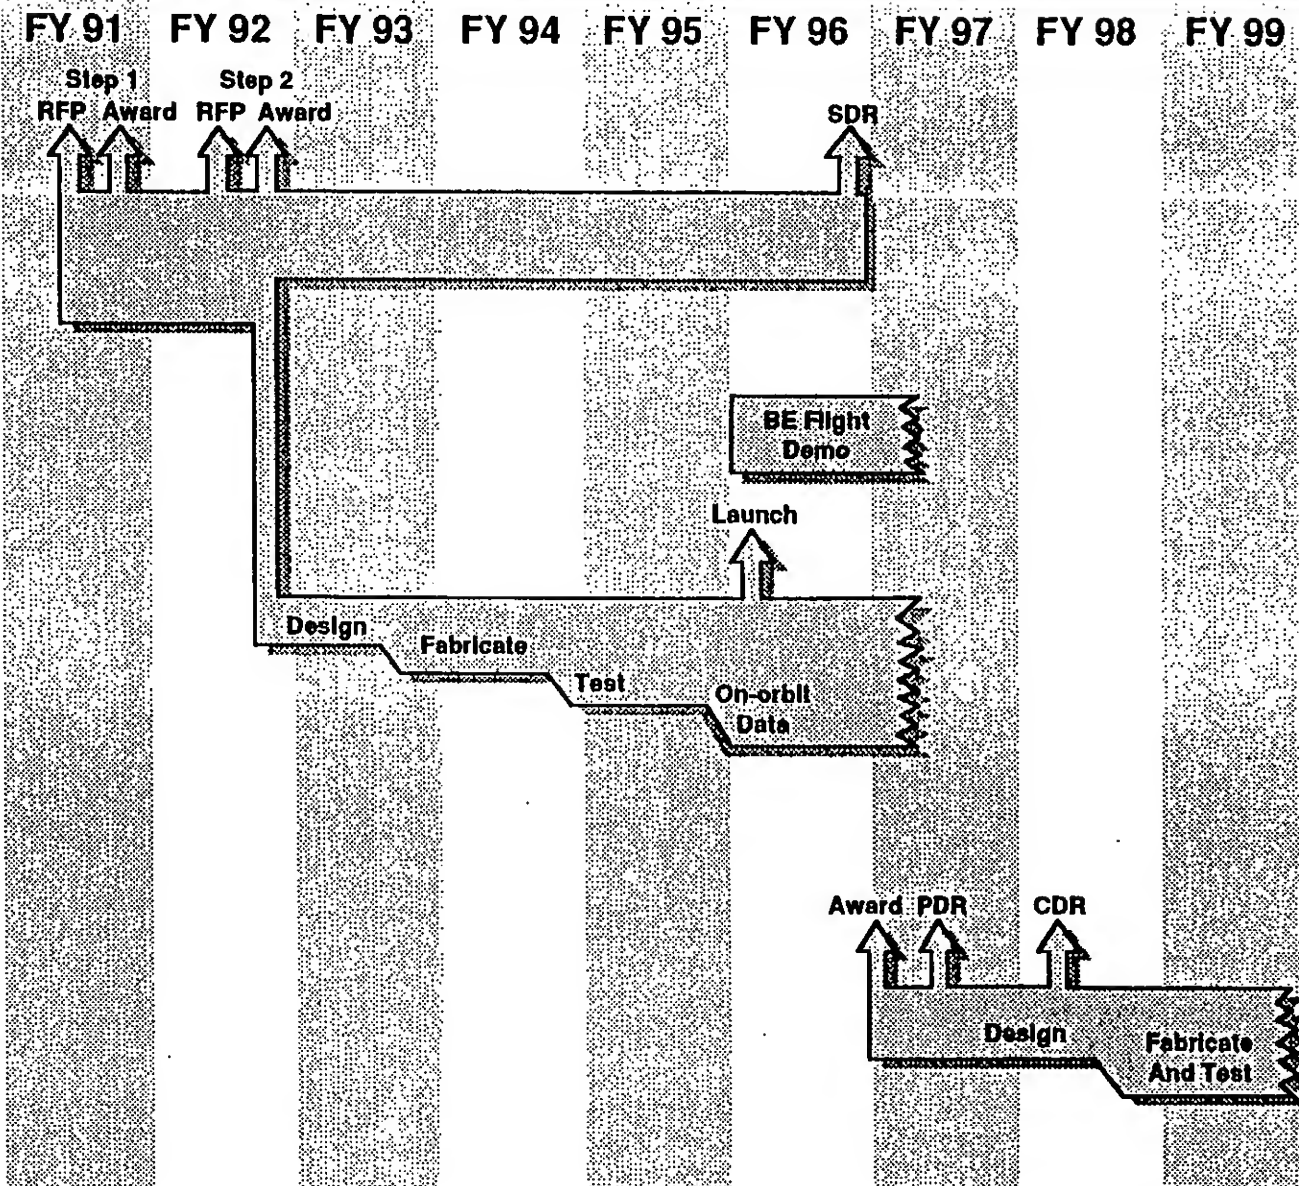 FY 91 FY 92 FY 93 FY 94 FY 95 FY 96 FY 97 FY 98 FY 99
Step 1 Step 2
RFP Award RFP Award SDR
BE Flight
Demo
Launch
Design
Fabricate
Test
On-orbit
Data
Award PDR CDR
Design
Fabricate
And Test